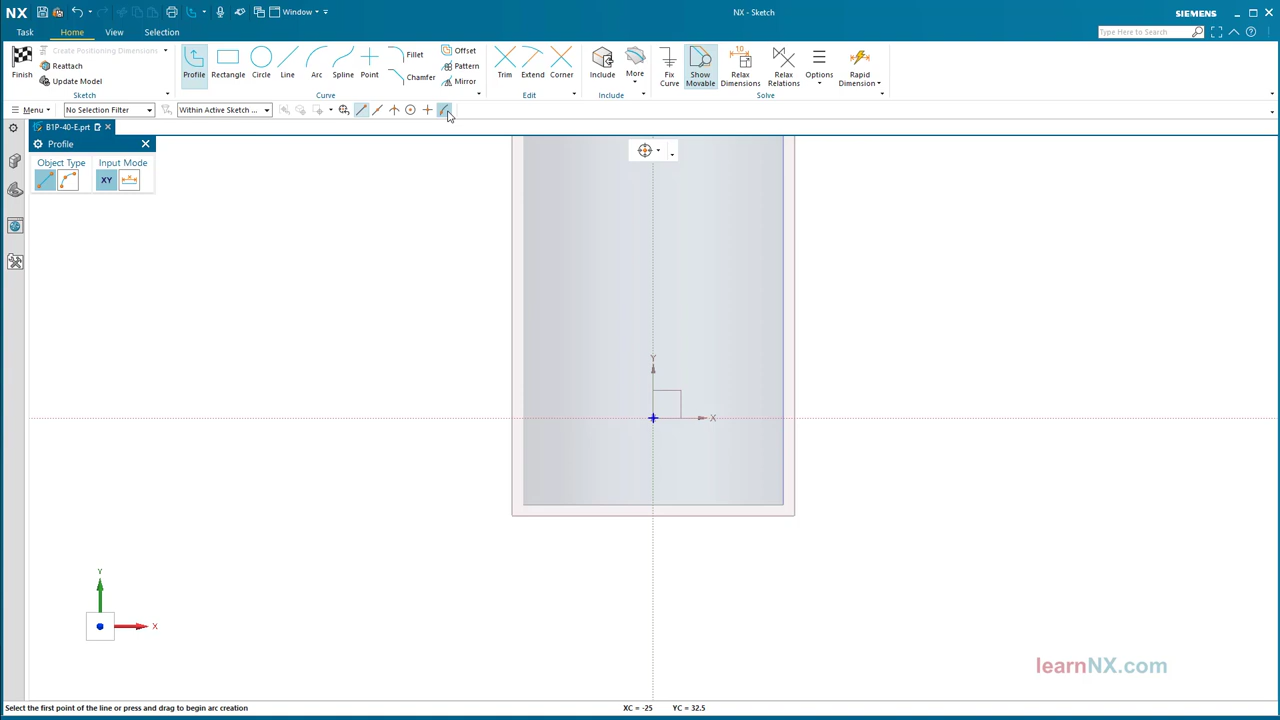 NX
Window
NX - Sketch
SIEMENS
Task
Home
View
Selection
Type Here to Search
Finish
Create Positioning Dimensions
Reattach
Update Model
Sketch
Profile
Rectangle
Circle
Line
Arc
Spline
Point
Fillet
Chamfer
Offset
Pattern
Mirror
Curve
Trim
Extend
Corner
Edit
Include
More
Include
Fix
Curve
Show
Movable
10
Relax
Dimensions
Relax
Relations
Options
Rapid
Dimension
Solve
Menu
No Selection Filter
Within Active Sketch
B1P-40-E.prt
Profile
Object Type
Input Mode
XY
Y
X
Y
X
learnNX.com
Select the first point of the line or press and drag to begin arc creation
XC = -25
YC = 32.5